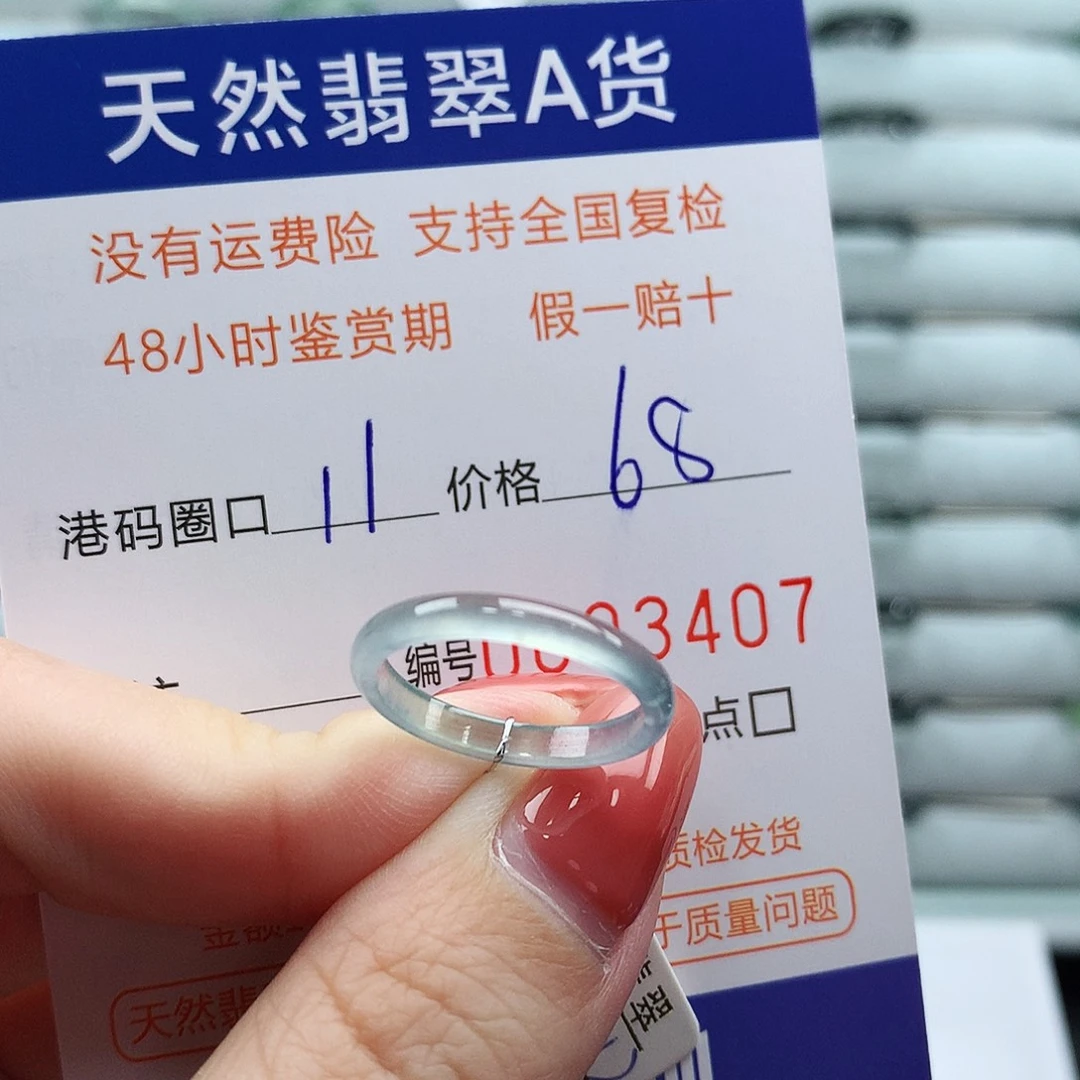 天然翡翠A货
没有运费险 支持全国复检
48小时鉴赏期 假一赔十
港码圈口 11 价格 68
编号 3407
点口
质检发货
于质量问题
天然翡
翠